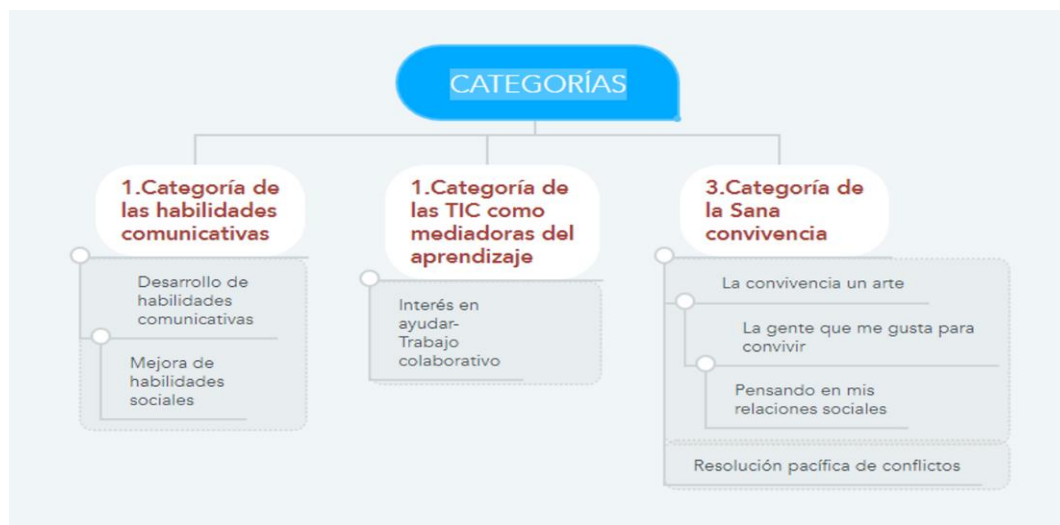 CATEGORÍAS
1.Categoría de
las habilidades
comunicativas
Desarrollo de
habilidades
comunicativas
Mejora de
habilidades
sociales
1.Categoría de
las TIC como
mediadoras del
aprendizaje
Interés en
ayudar-
Trabajo
colaborativo
3.Categoría de
la Sana
convivencia
La convivencia un arte
La gente que me gusta para
convivir
Pensando en mis
relaciones sociales
Resolución pacífica de conflictos